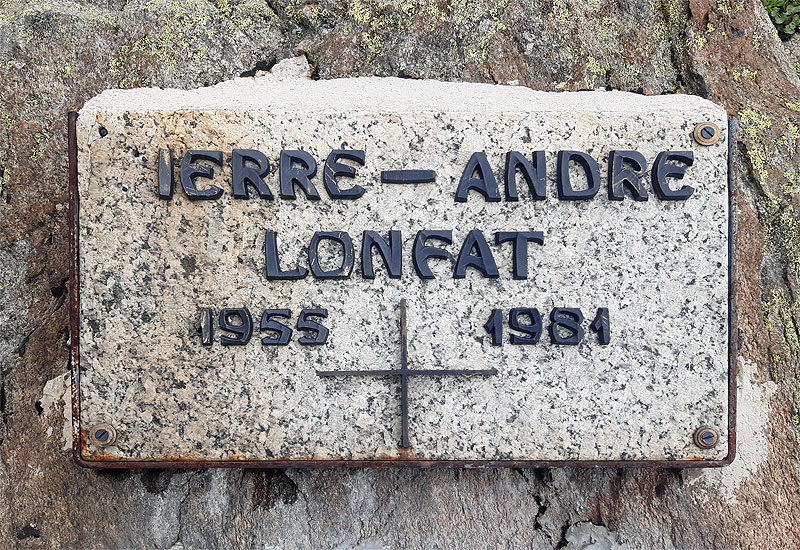 IERRE-ANDRE
LONFAT
1955 1981